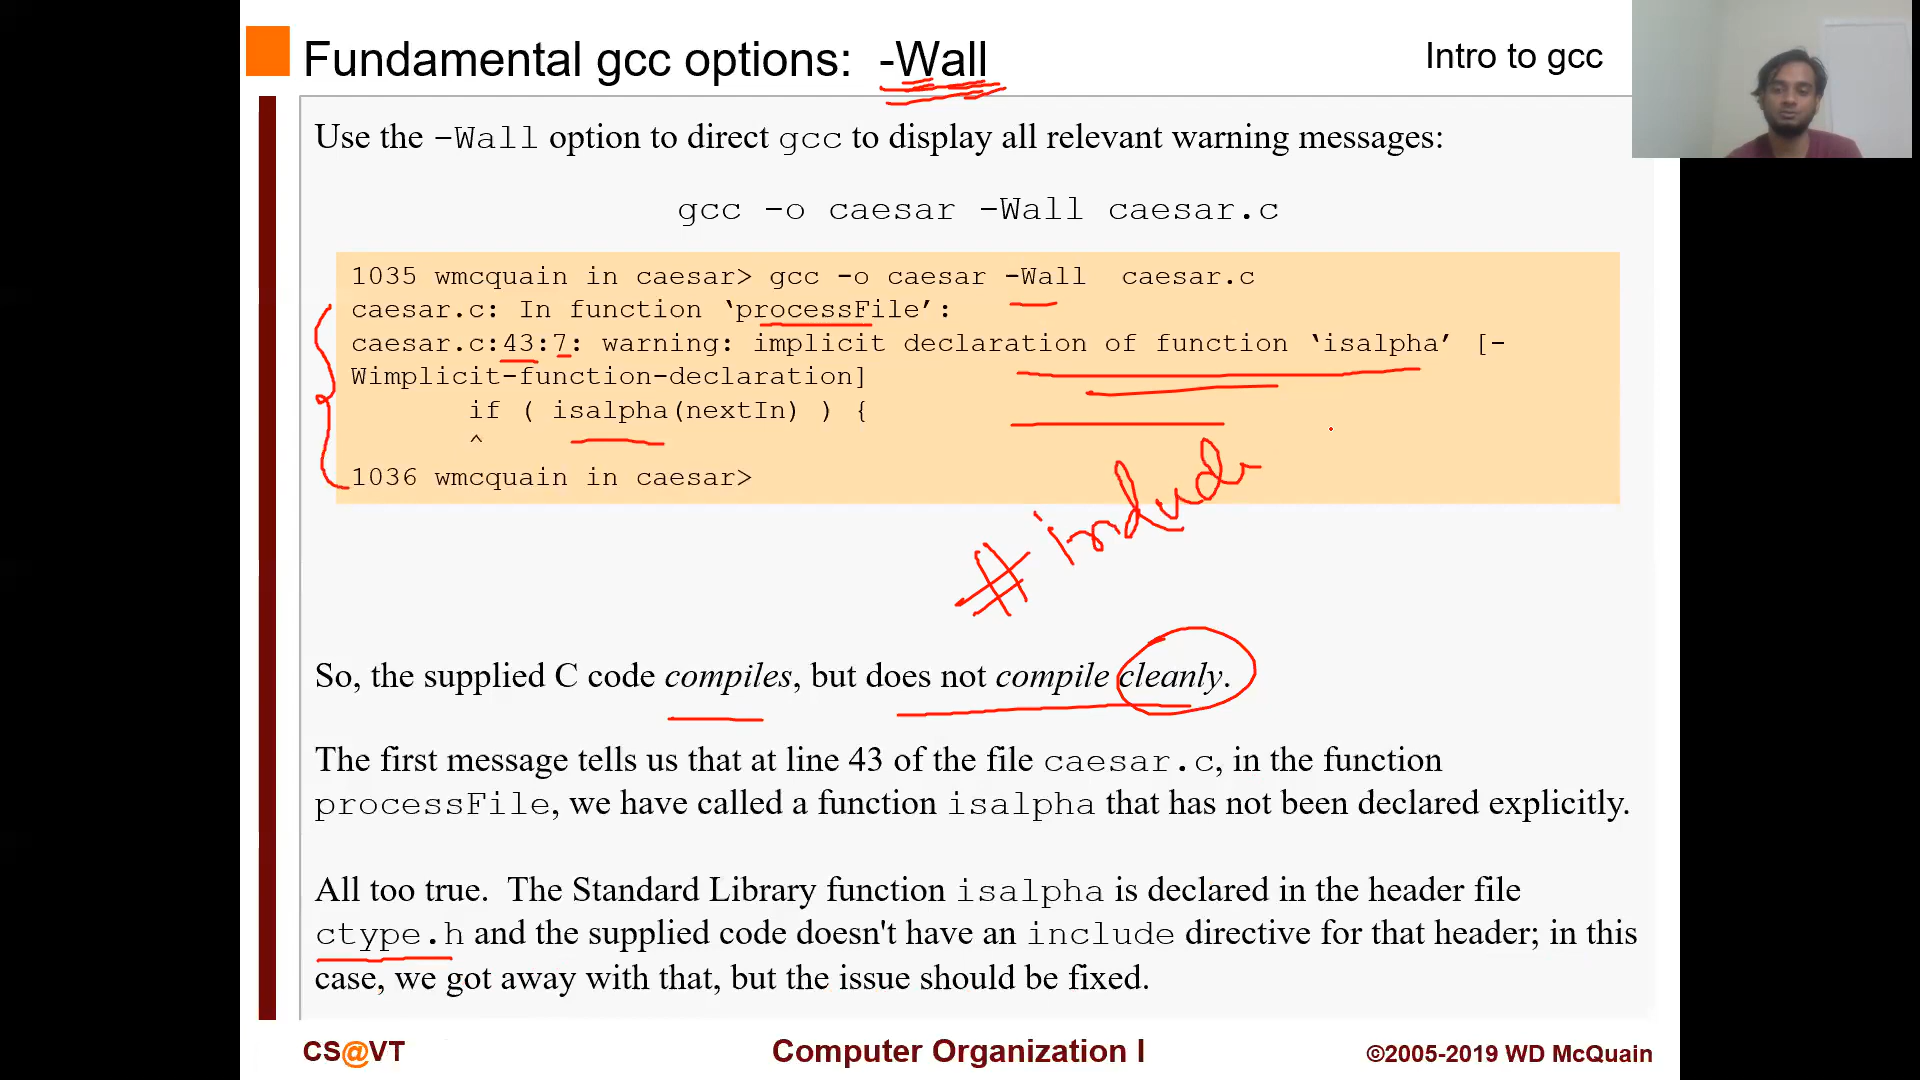 Fundamental gcc options: -Wall
Intro to gcc
Use the -Wall option to direct gcc to display all relevant warning messages:
gcc -o caesar -Wall caesar.c
1035 wmcquain in caesar> gcc -o caesar -Wall  caesar.c
caesar.c: In function ‘processFile’:
caesar.c:43:7: warning: implicit declaration of function ‘isalpha’ [-
Wimplicit-function-declaration]
       if ( isalpha(nextIn) ) {
       ^
1036 wmcquain in caesar>
#include
So, the supplied C code compiles, but does not compile cleanly.
The first message tells us that at line 43 of the file caesar.c, in the function
processFile, we have called a function isalpha that has not been declared explicitly.
All too true.  The Standard Library function isalpha is declared in the header file
ctype.h and the supplied code doesn't have an include directive for that header; in this
case, we got away with that, but the issue should be fixed.
CS@VT
Computer Organization I
©2005-2019 WD McQuain